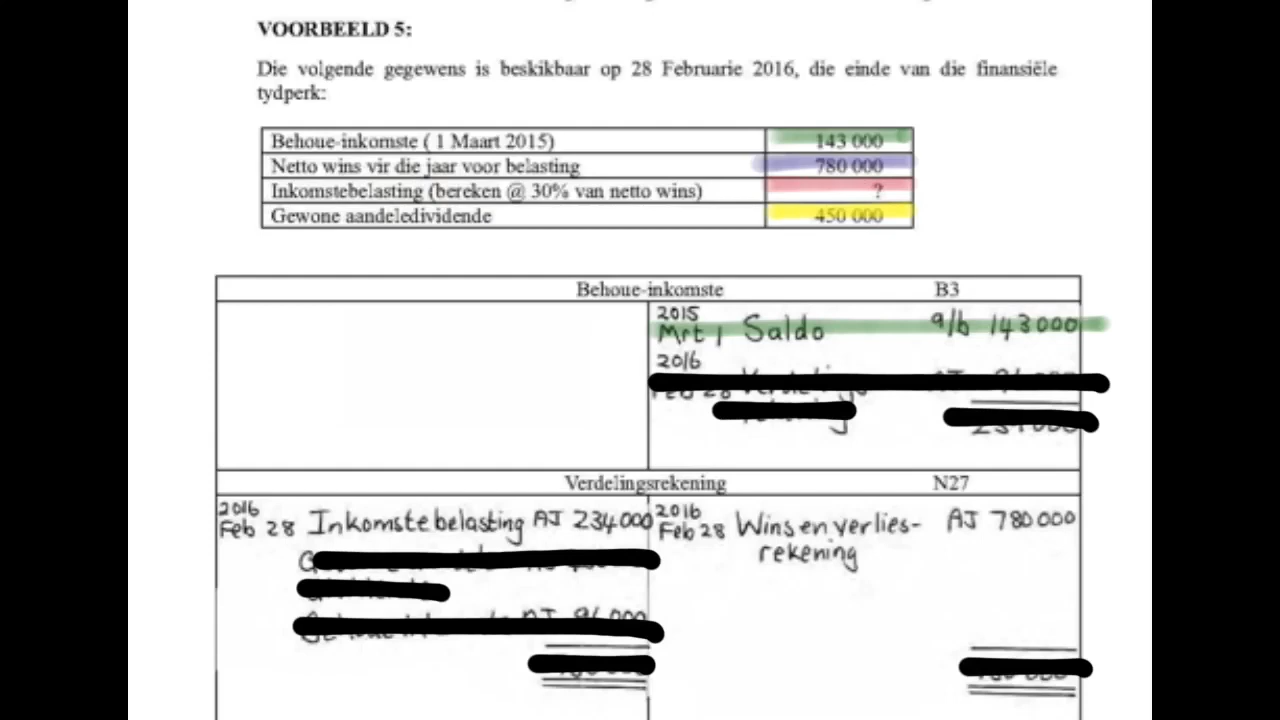 VOORBEELD 5:
Die volgende gegewens is beskikbaar op 28 Februarie 2016, die einde van die finansiële
tydperk:
Behoue-inkomste ( 1 Maart 2015) 143 000
Netto wins vir die jaar voor belasting 780 000
Inkomstebelasting (bereken @ 30% van netto wins) ?
Gewone aandeledividende 450 000
Behoue-inkomste B3
2015
Mrt 1 Saldo a/b 143 000
2016
Feb 28
Verdelingsrekening N27
2016 2016
Feb 28 Inkomstebelasting AJ 234 000 Feb 28 Wins en verlies- AJ 780 000
rekening